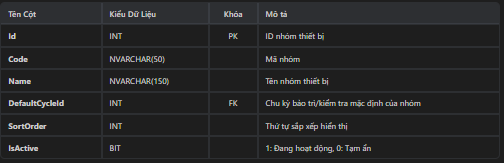 Tên Cột Kiểu Dữ Liệu Khóa Mô tả
Id INT PK ID nhóm thiết bị
Code NVARCHAR(50) Mã nhóm
Name NVARCHAR(150) Tên nhóm thiết bị
DefaultCycleId INT FK Chu kỳ bảo trì/kiểm tra mặc định của nhóm
SortOrder INT Thứ tự sắp xếp hiển thị
IsActive BIT 1: Đang hoạt động, 0: Tạm ẩn